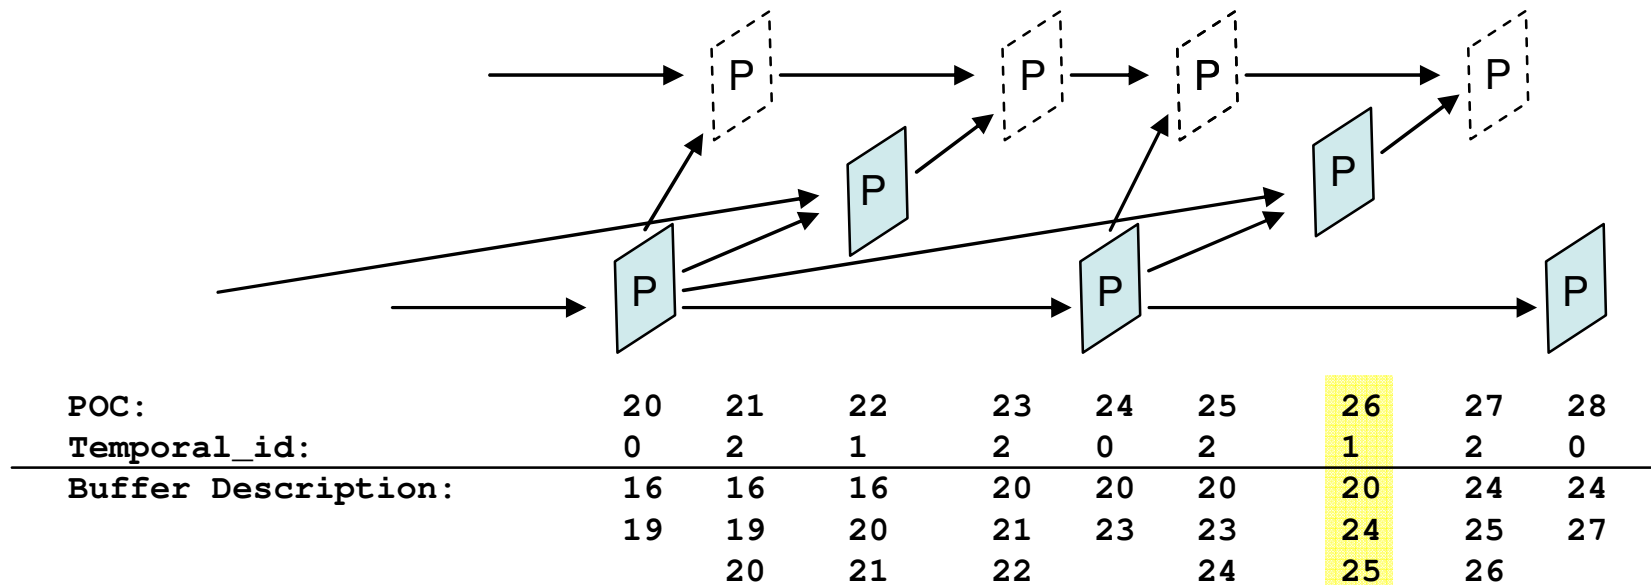 P P P P
P P
P P P
POC: 20 21 22 23 24 25 26 27 28
Temporal_id: 0 2 1 2 0 2 1 2 0
Buffer Description: 16 16 16 20 20 20 20 24 24
19 19 20 21 23 23 24 25 27
20 21 22 24 25 26